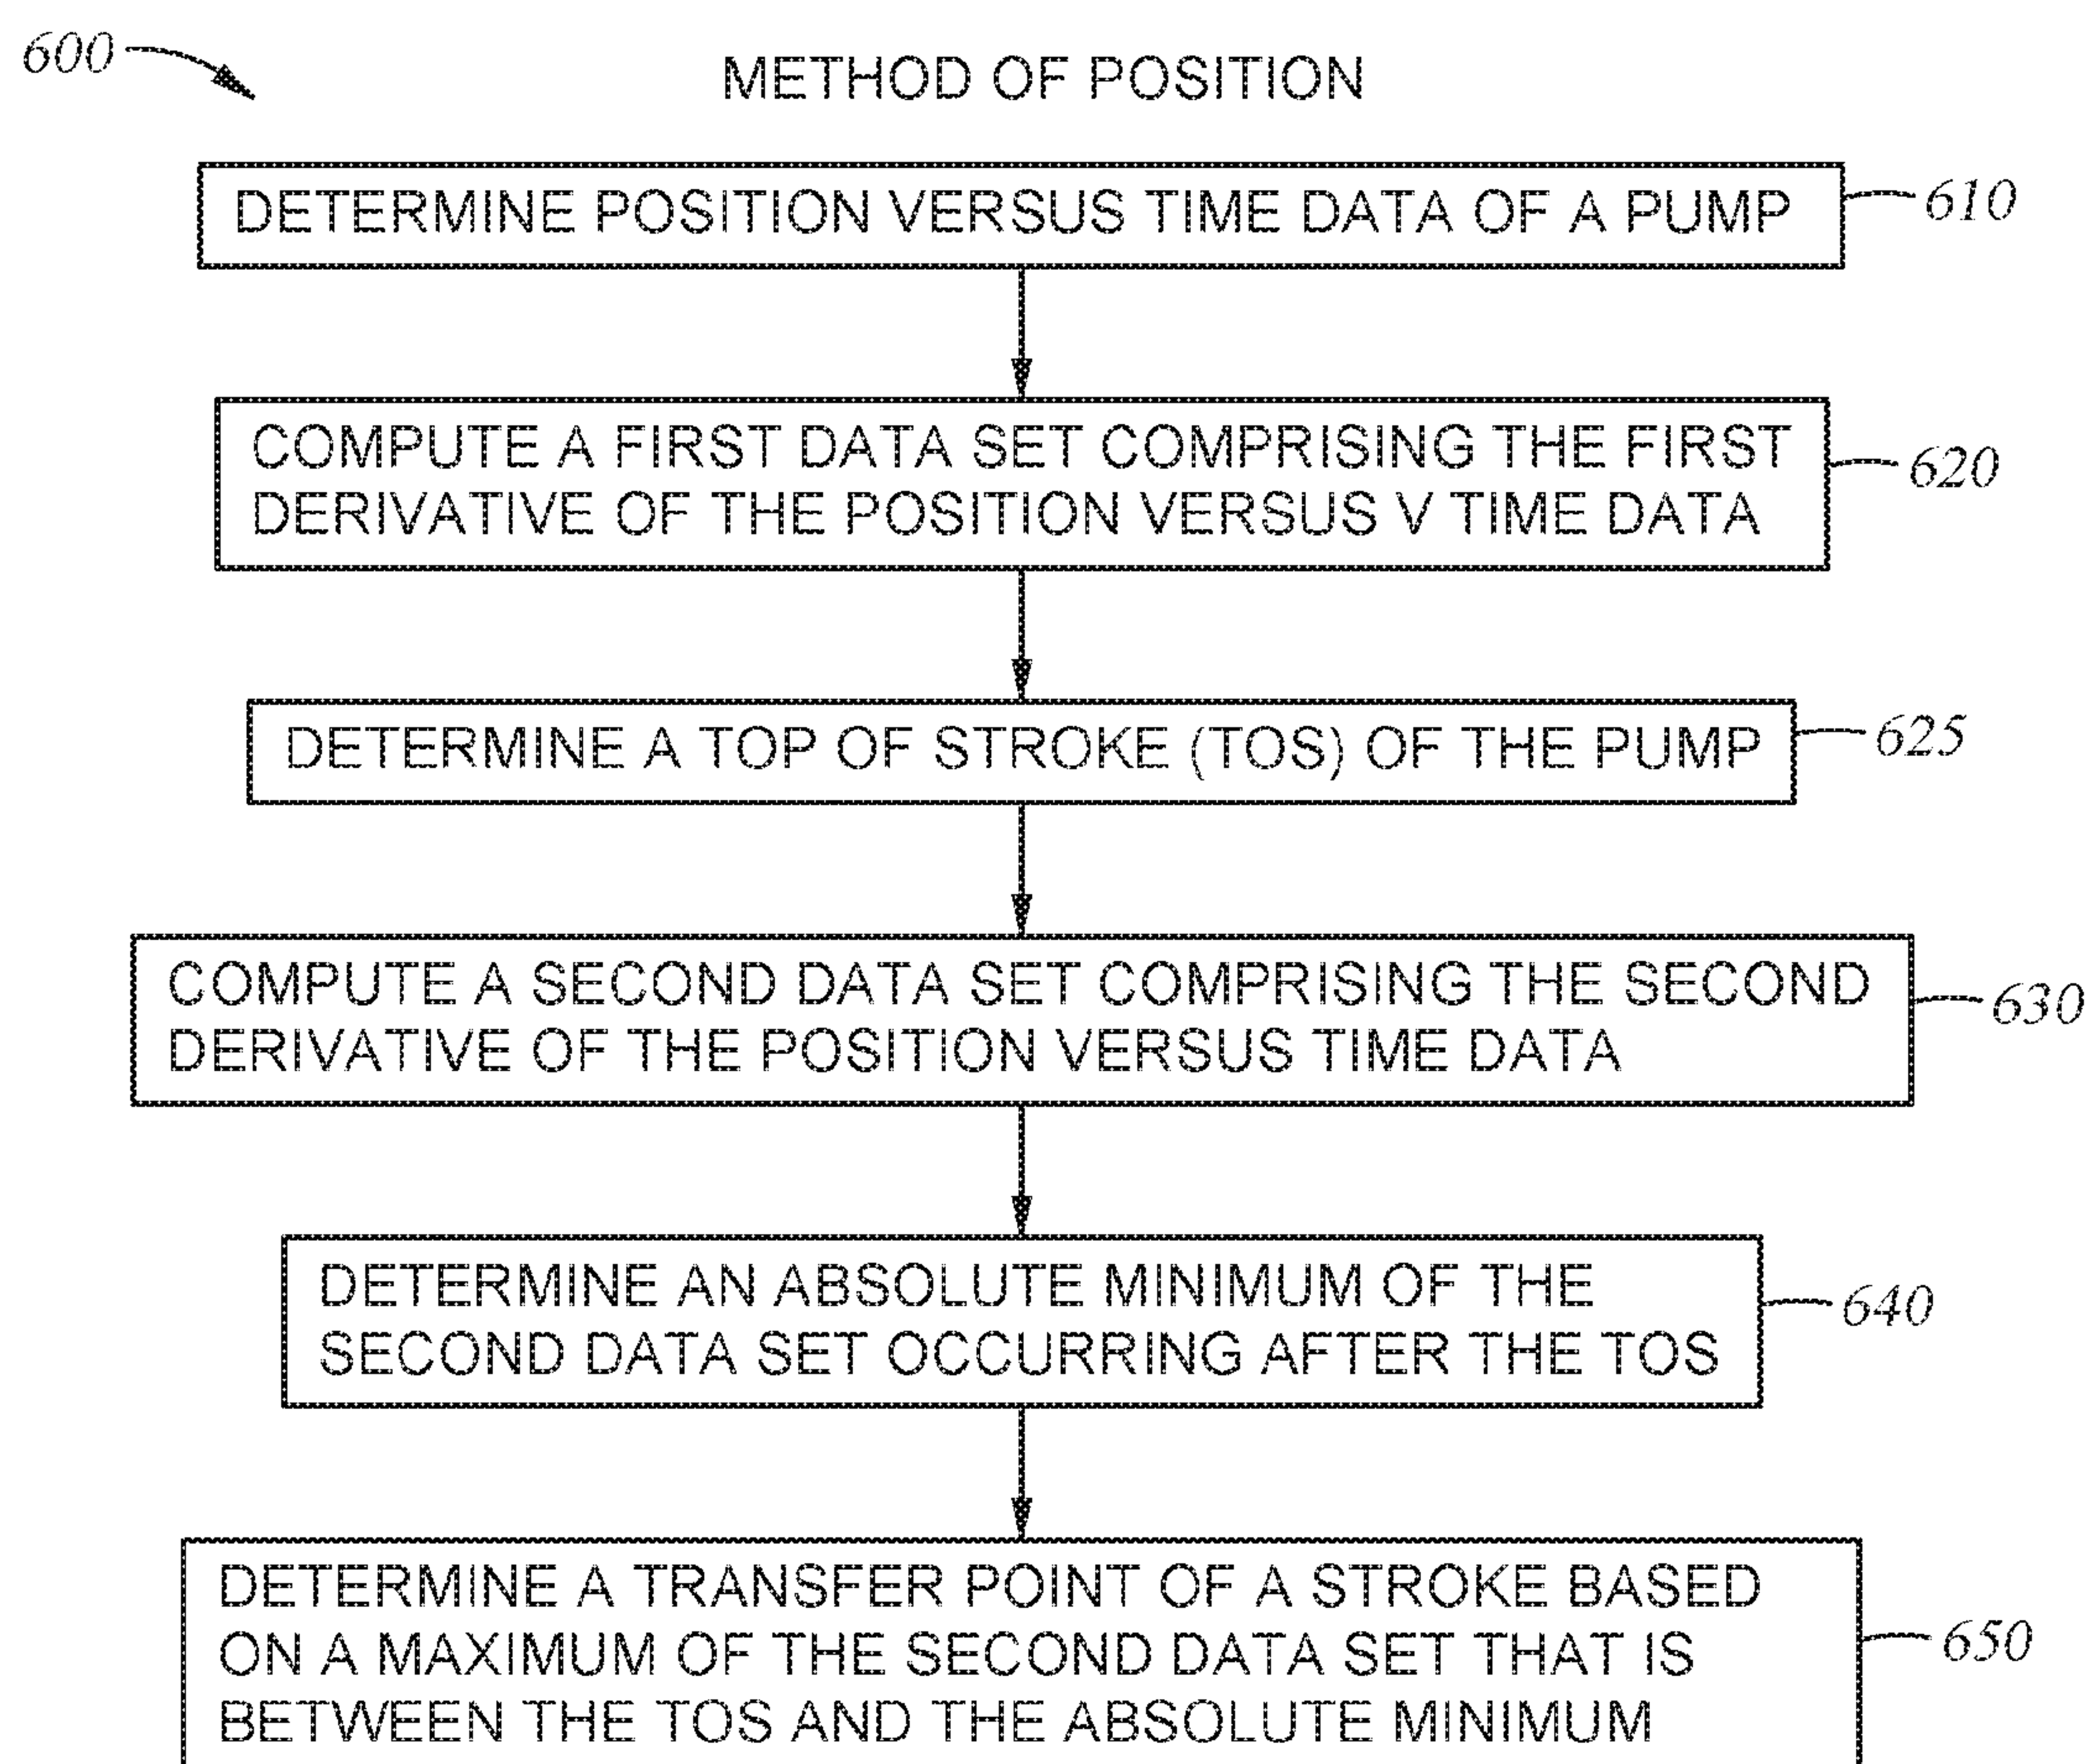 600
METHOD OF POSITION
DETERMINE POSITION VERSUS TIME DATA OF A PUMP
610
COMPUTE A FIRST DATA SET COMPRISING THE FIRST
DERIVATIVE OF THE POSITION VERSUS V TIME DATA
620
DETERMINE A TOP OF STROKE (TOS) OF THE PUMP
625
COMPUTE A SECOND DATA SET COMPRISING THE SECOND
DERIVATIVE OF THE POSITION VERSUS TIME DATA
630
DETERMINE AN ABSOLUTE MINIMUM OF THE
SECOND DATA SET OCCURRING AFTER THE TOS
640
DETERMINE A TRANSFER POINT OF A STROKE BASED
ON A MAXIMUM OF THE SECOND DATA SET THAT IS
BETWEEN THE TOS AND THE ABSOLUTE MINIMUM
650